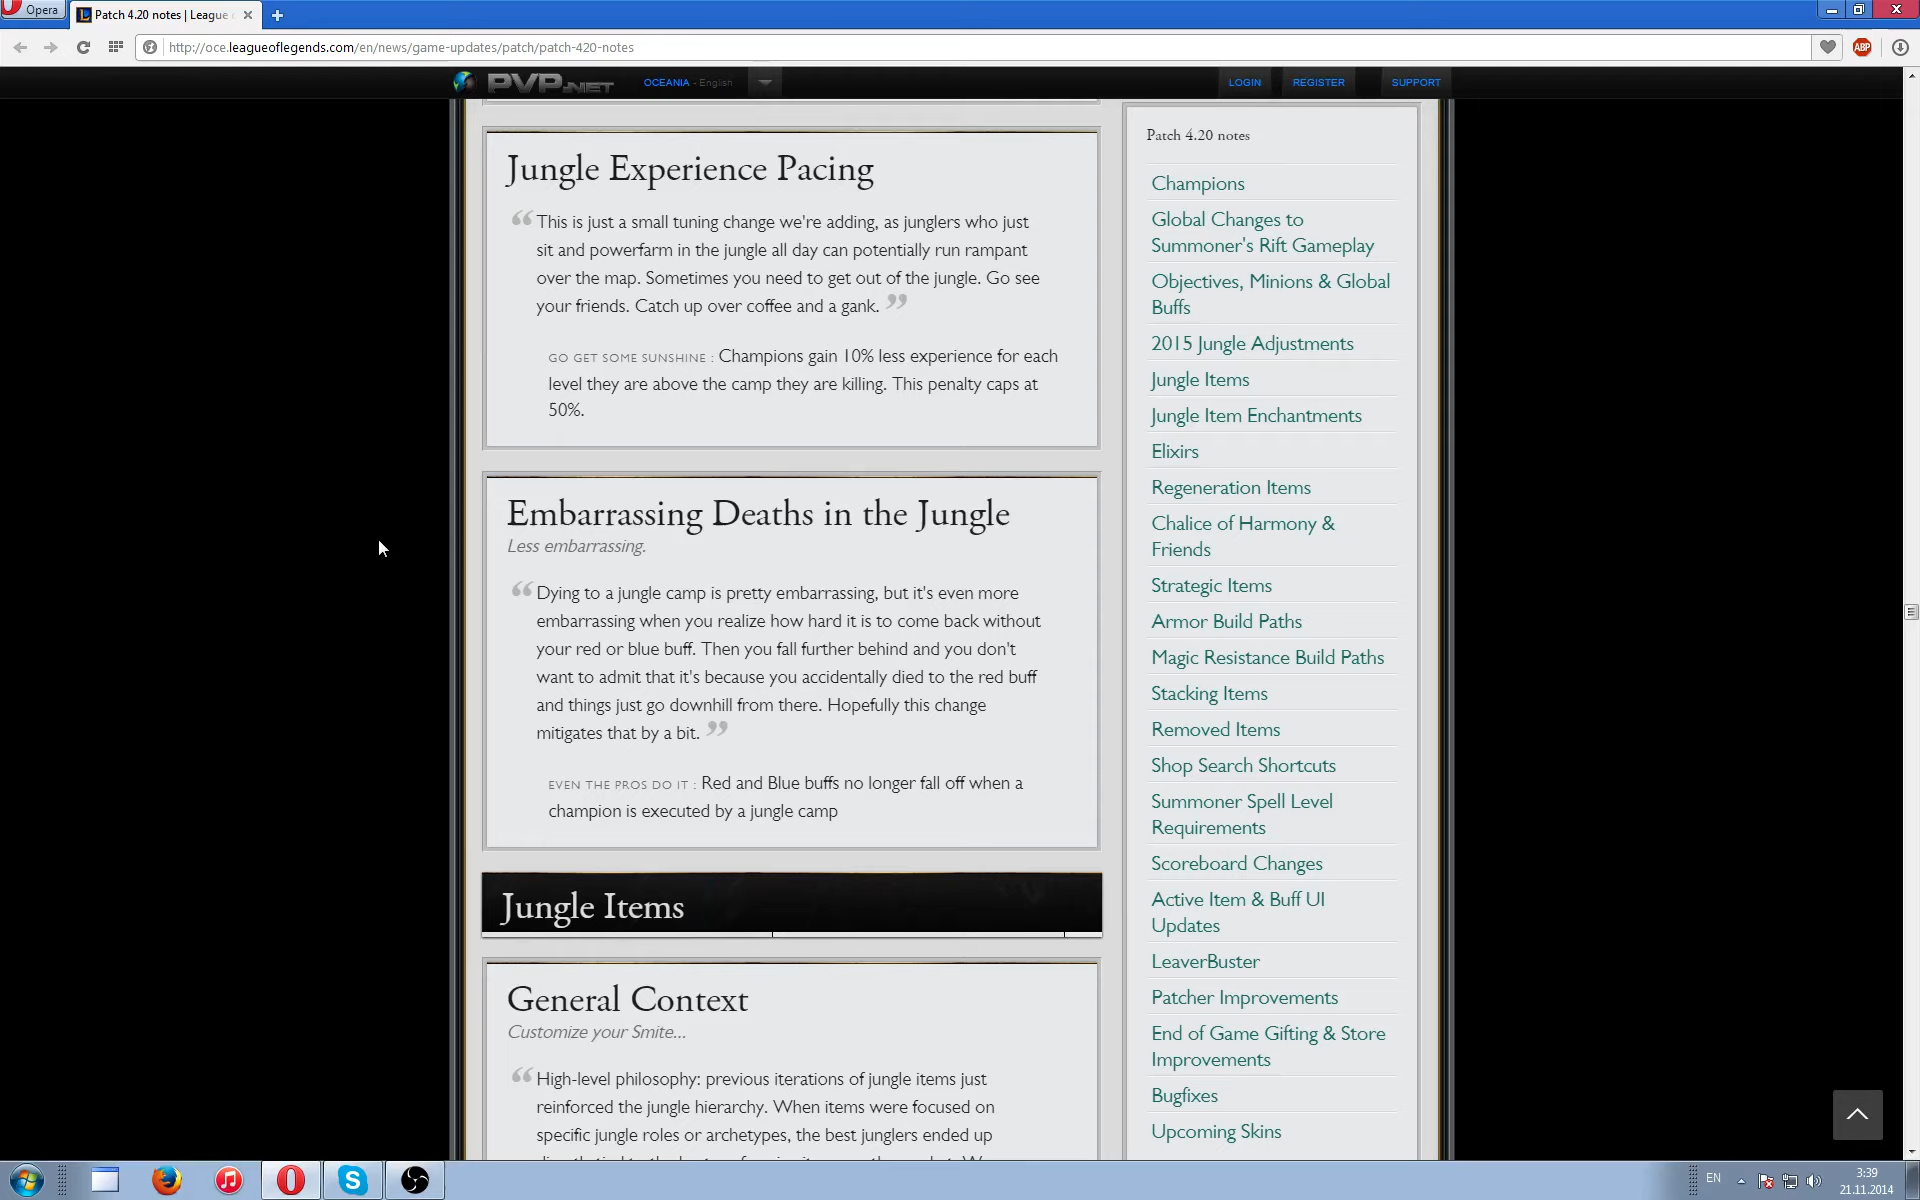 Opera
Patch 4.20 notes | League o
http://oce.leagueoflegends.com/en/news/game-updates/patch/patch-420-notes
ABP
PVP.NET
OCEANIA - English
LOGIN
REGISTER
SUPPORT
Jungle Experience Pacing
“ This is just a small tuning change we're adding, as junglers who just
sit and powerfarm in the jungle all day can potentially run rampant
over the map. Sometimes you need to get out of the jungle. Go see
your friends. Catch up over coffee and a gank. ”
GO GET SOME SUNSHINE : Champions gain 10% less experience for each
level they are above the camp they are killing. This penalty caps at
50%.
Embarrassing Deaths in the Jungle
Less embarrassing.
“ Dying to a jungle camp is pretty embarrassing, but it's even more
embarrassing when you realize how hard it is to come back without
your red or blue buff. Then you fall further behind and you don't
want to admit that it's because you accidentally died to the red buff
and things just go downhill from there. Hopefully this change
mitigates that by a bit. ”
EVEN THE PROS DO IT : Red and Blue buffs no longer fall off when a
champion is executed by a jungle camp
Jungle Items
General Context
Customize your Smite...
“ High-level philosophy: previous iterations of jungle items just
reinforced the jungle hierarchy. When items were focused on
specific jungle roles or archetypes, the best junglers ended up
Patch 4.20 notes
Champions
Global Changes to
Summoner's Rift Gameplay
Objectives, Minions & Global
Buffs
2015 Jungle Adjustments
Jungle Items
Jungle Item Enchantments
Elixirs
Regeneration Items
Chalice of Harmony &
Friends
Strategic Items
Armor Build Paths
Magic Resistance Build Paths
Stacking Items
Removed Items
Shop Search Shortcuts
Summoner Spell Level
Requirements
Scoreboard Changes
Active Item & Buff UI
Updates
LeaverBuster
Patcher Improvements
End of Game Gifting & Store
Improvements
Bugfixes
Upcoming Skins
EN
3:39
21.11.2014